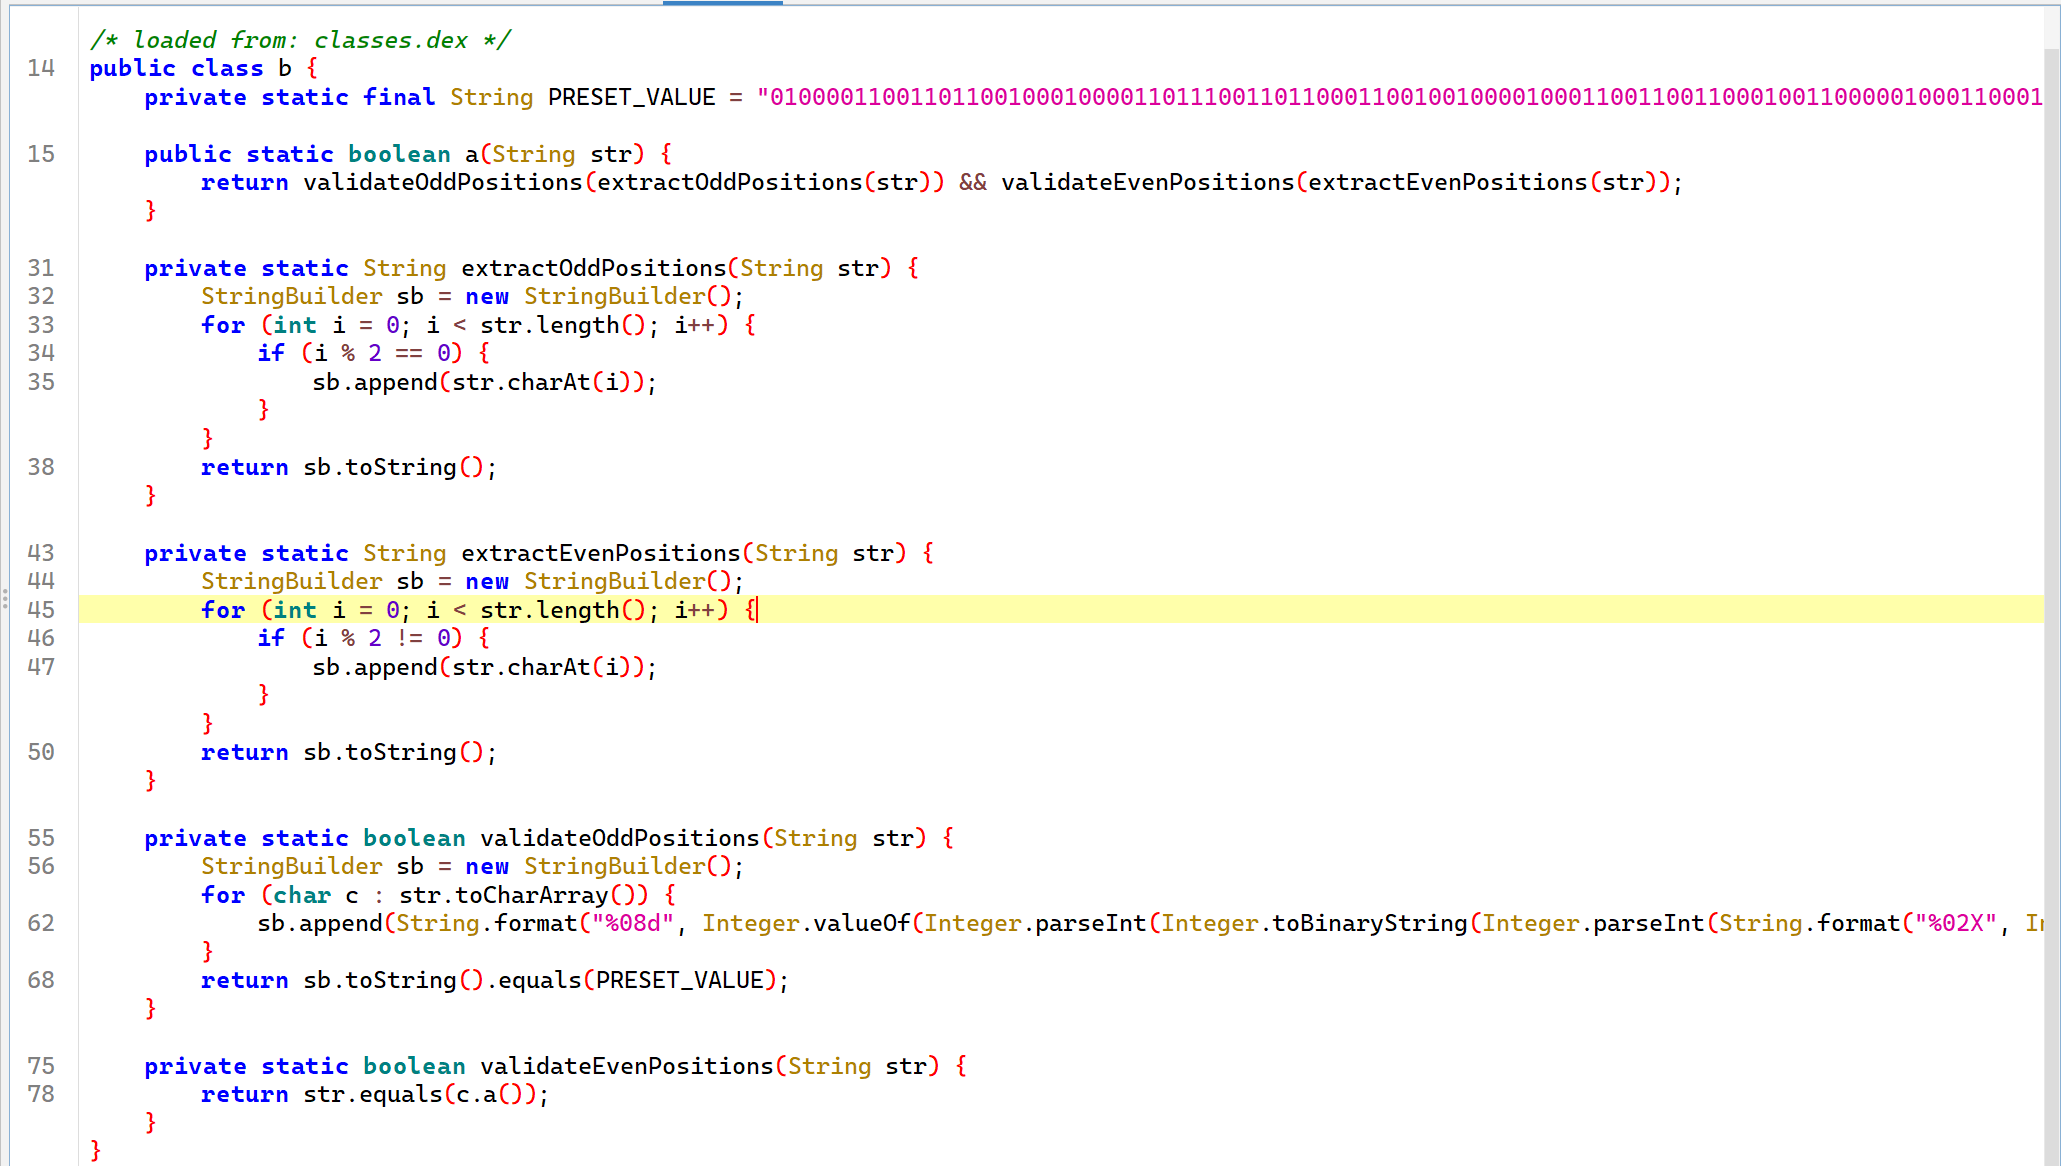 /* loaded from: classes.dex */
14 public class b {
private static final String PRESET_VALUE = "0100001100110110010001000011011100110110001100100100001000110011001100010011000001000110001
15 public static boolean a(String str) {
return validateOddPositions(extractOddPositions(str)) && validateEvenPositions(extractEvenPositions(str));
}
31 private static String extractOddPositions(String str) {
32 StringBuilder sb = new StringBuilder();
33 for (int i = 0; i < str.length(); i++) {
34 if (i % 2 == 0) {
35 sb.append(str.charAt(i));
}
}
38 return sb.toString();
}
43 private static String extractEvenPositions(String str) {
44 StringBuilder sb = new StringBuilder();
45 for (int i = 0; i < str.length(); i++) {
46 if (i % 2 != 0) {
47 sb.append(str.charAt(i));
}
}
50 return sb.toString();
}
55 private static boolean validateOddPositions(String str) {
56 StringBuilder sb = new StringBuilder();
for (char c : str.toCharArray()) {
62 sb.append(String.format("%08d", Integer.valueOf(Integer.parseInt(Integer.toBinaryString(Integer.parseInt(String.format("%02X", In
}
68 return sb.toString().equals(PRESET_VALUE);
}
75 private static boolean validateEvenPositions(String str) {
78 return str.equals(c.a());
}
}